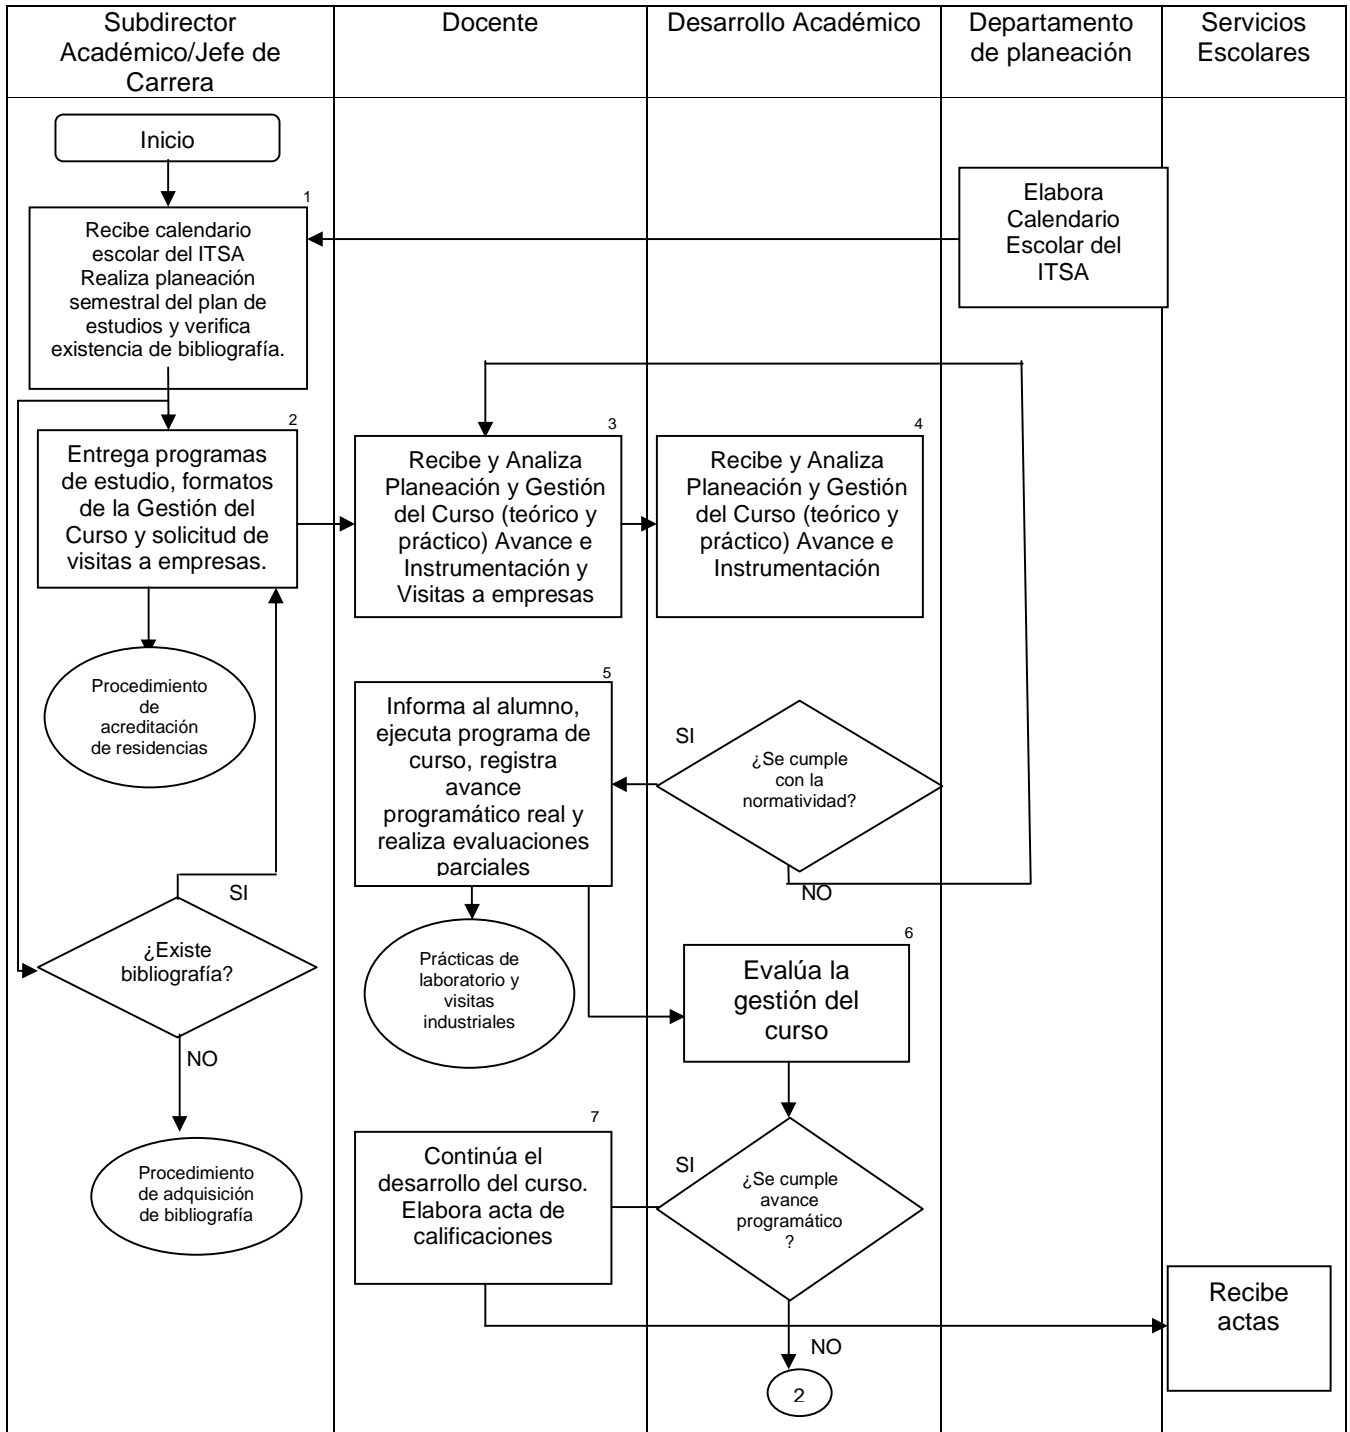 Subdirector
Académico/Jefe de
Carrera
Docente
Desarrollo Académico
Departamento
de planeación
Servicios
Escolares
Inicio
1
Recibe calendario
escolar del ITSA
Realiza planeación
semestral del plan de
estudios y verifica
existencia de bibliografía.
Elabora
Calendario
Escolar del
ITSA
2
Entrega programas
de estudio, formatos
de la Gestión del
Curso y solicitud de
visitas a empresas.
3
Recibe y Analiza
Planeación y Gestión
del Curso (teórico y
práctico) Avance e
Instrumentación y
Visitas a empresas
4
Recibe y Analiza
Planeación y Gestión
del Curso (teórico y
práctico) Avance e
Instrumentación
Procedimiento
de
acreditación
de residencias
5
Informa al alumno,
ejecuta programa de
curso, registra
avance
programático real y
realiza evaluaciones
parciales
SI
¿Se cumple
con la
normatividad?
NO
SI
¿Existe
bibliografía?
NO
Prácticas de
laboratorio y
visitas
industriales
6
Evalúa la
gestión del
curso
Procedimiento
de adquisición
de bibliografía
7
Continúa el
desarrollo del curso.
Elabora acta de
calificaciones
SI
¿Se cumple
avance
programático
?
NO
2
Recibe
actas